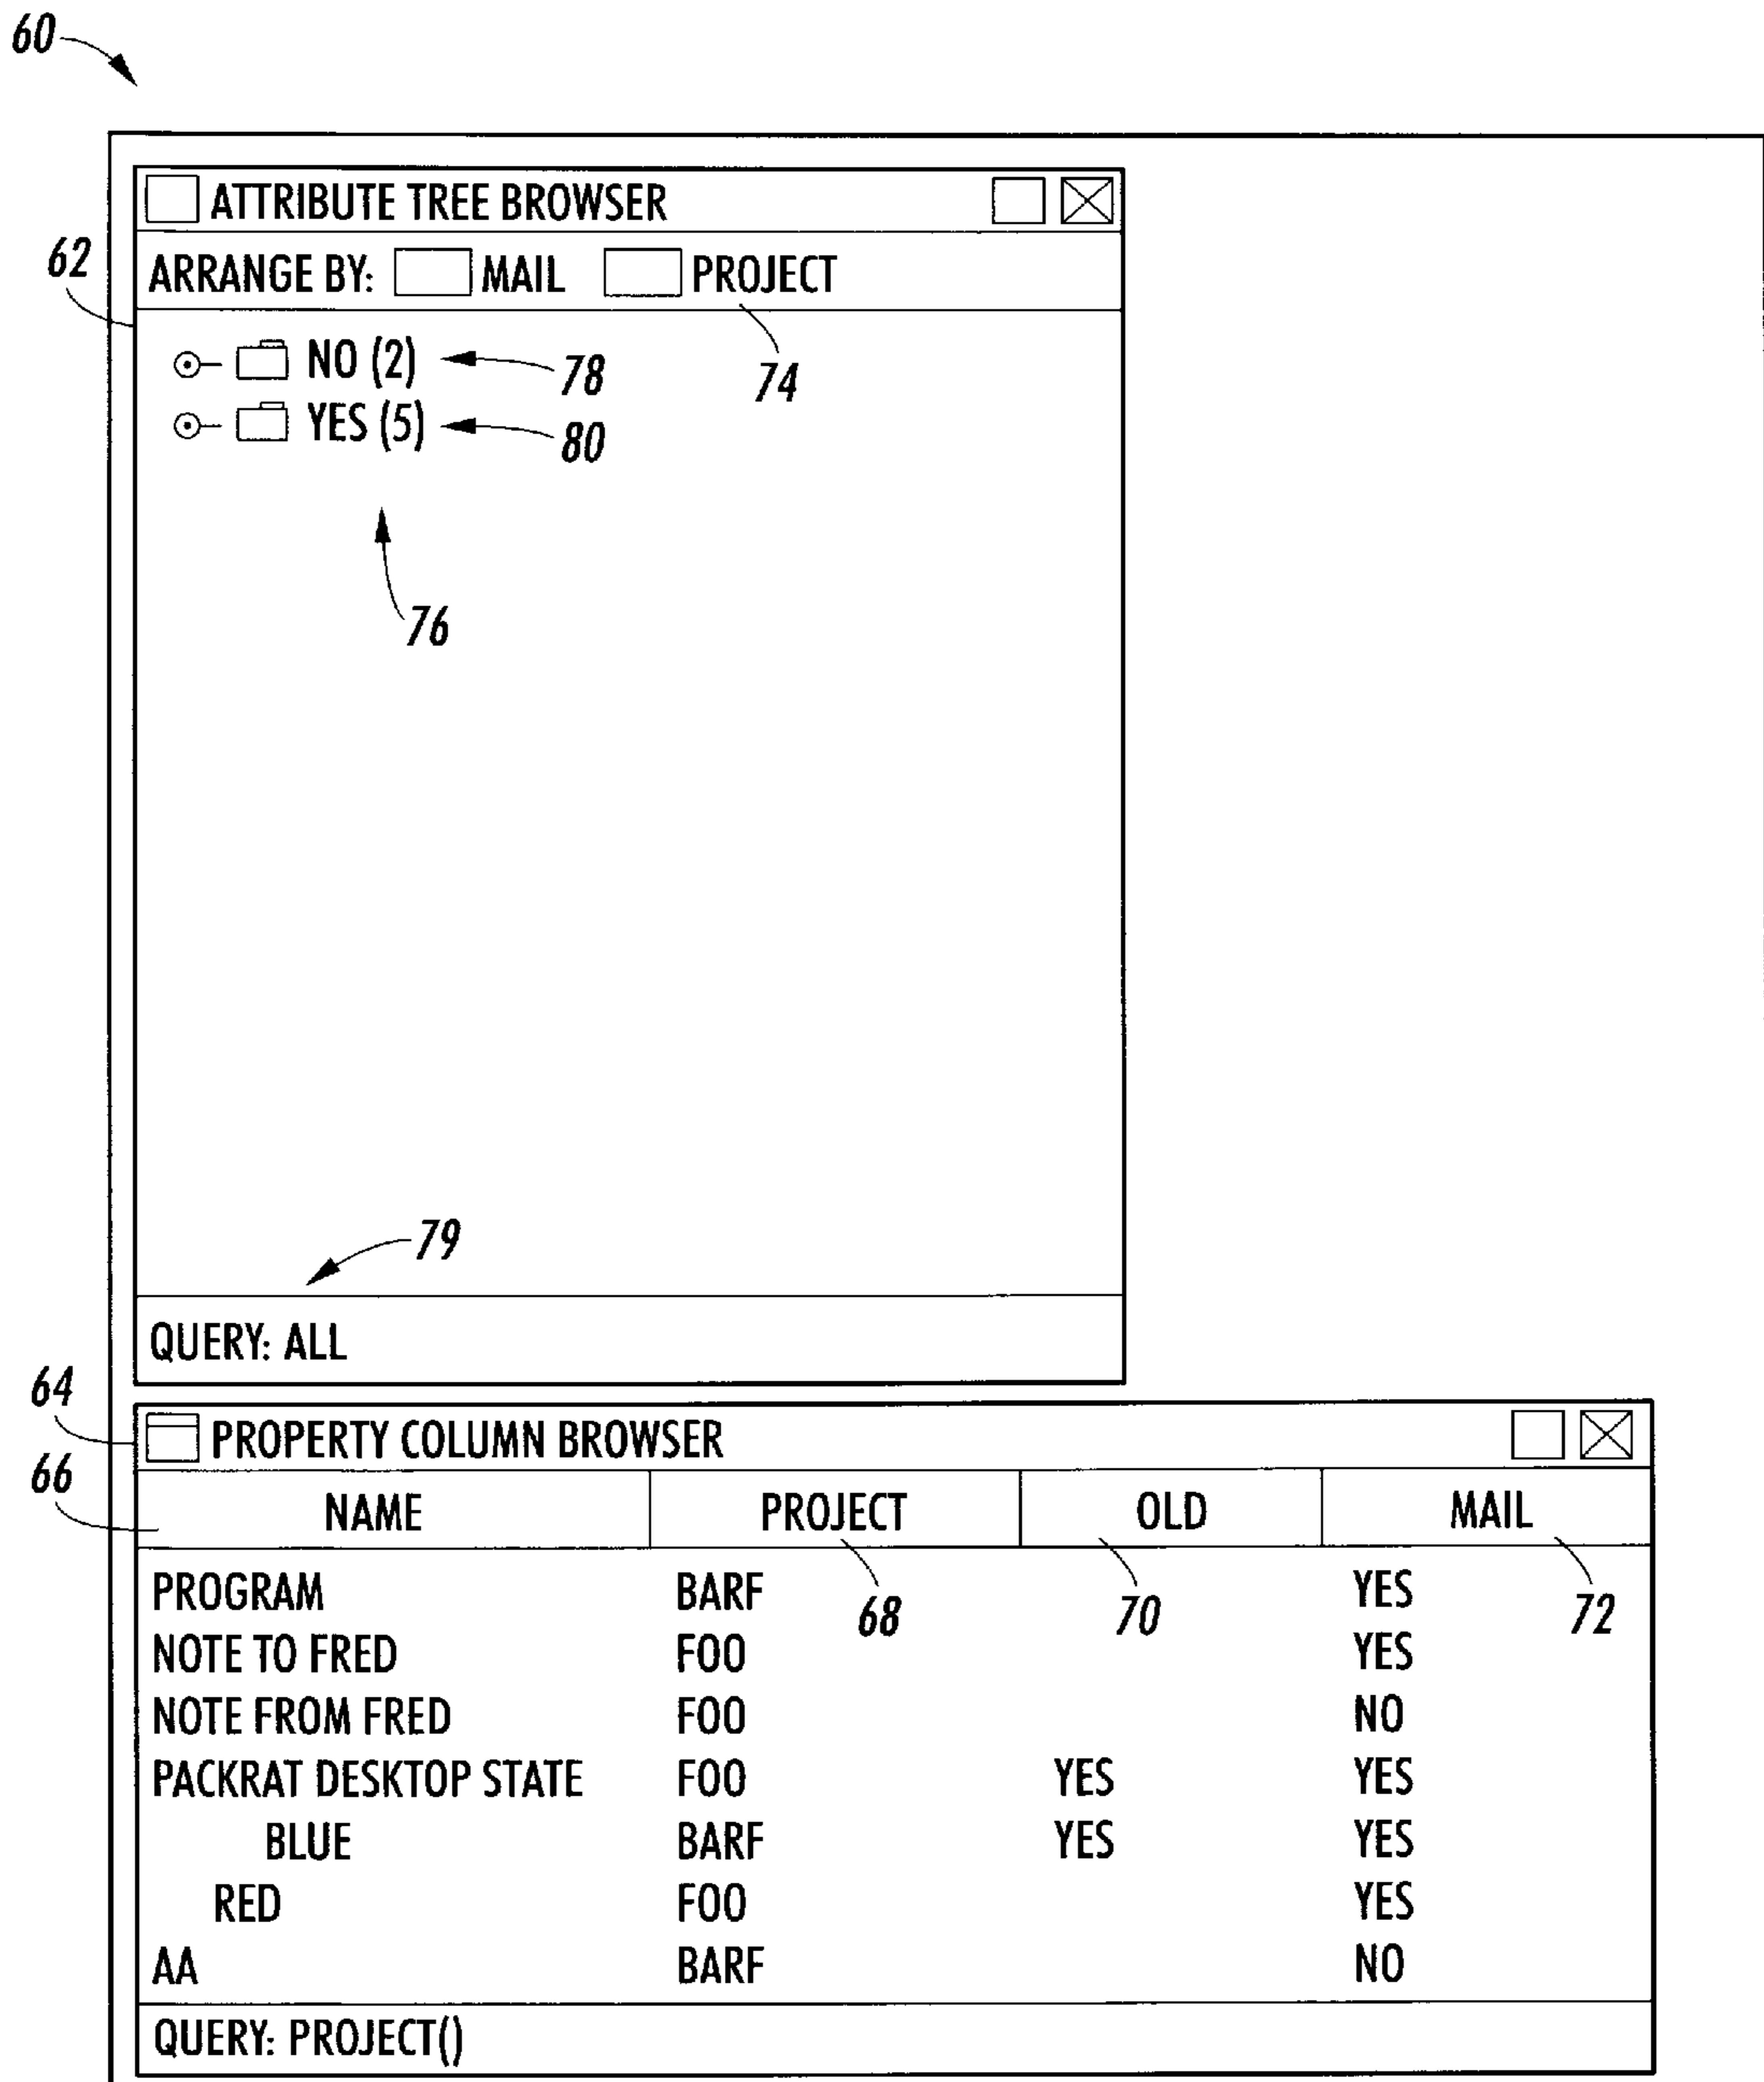 60
ATTRIBUTE TREE BROWSER
62
ARRANGE BY: MAIL PROJECT
74
NO (2) 78
YES (5) 80
76
79
QUERY: ALL
64
PROPERTY COLUMN BROWSER
66
NAME PROJECT OLD MAIL
68 70 72
PROGRAM BARF YES
NOTE TO FRED FOO YES
NOTE FROM FRED FOO NO
PACKRAT DESKTOP STATE FOO YES YES
BLUE BARF YES YES
RED FOO YES
AA BARF NO
QUERY: PROJECT()